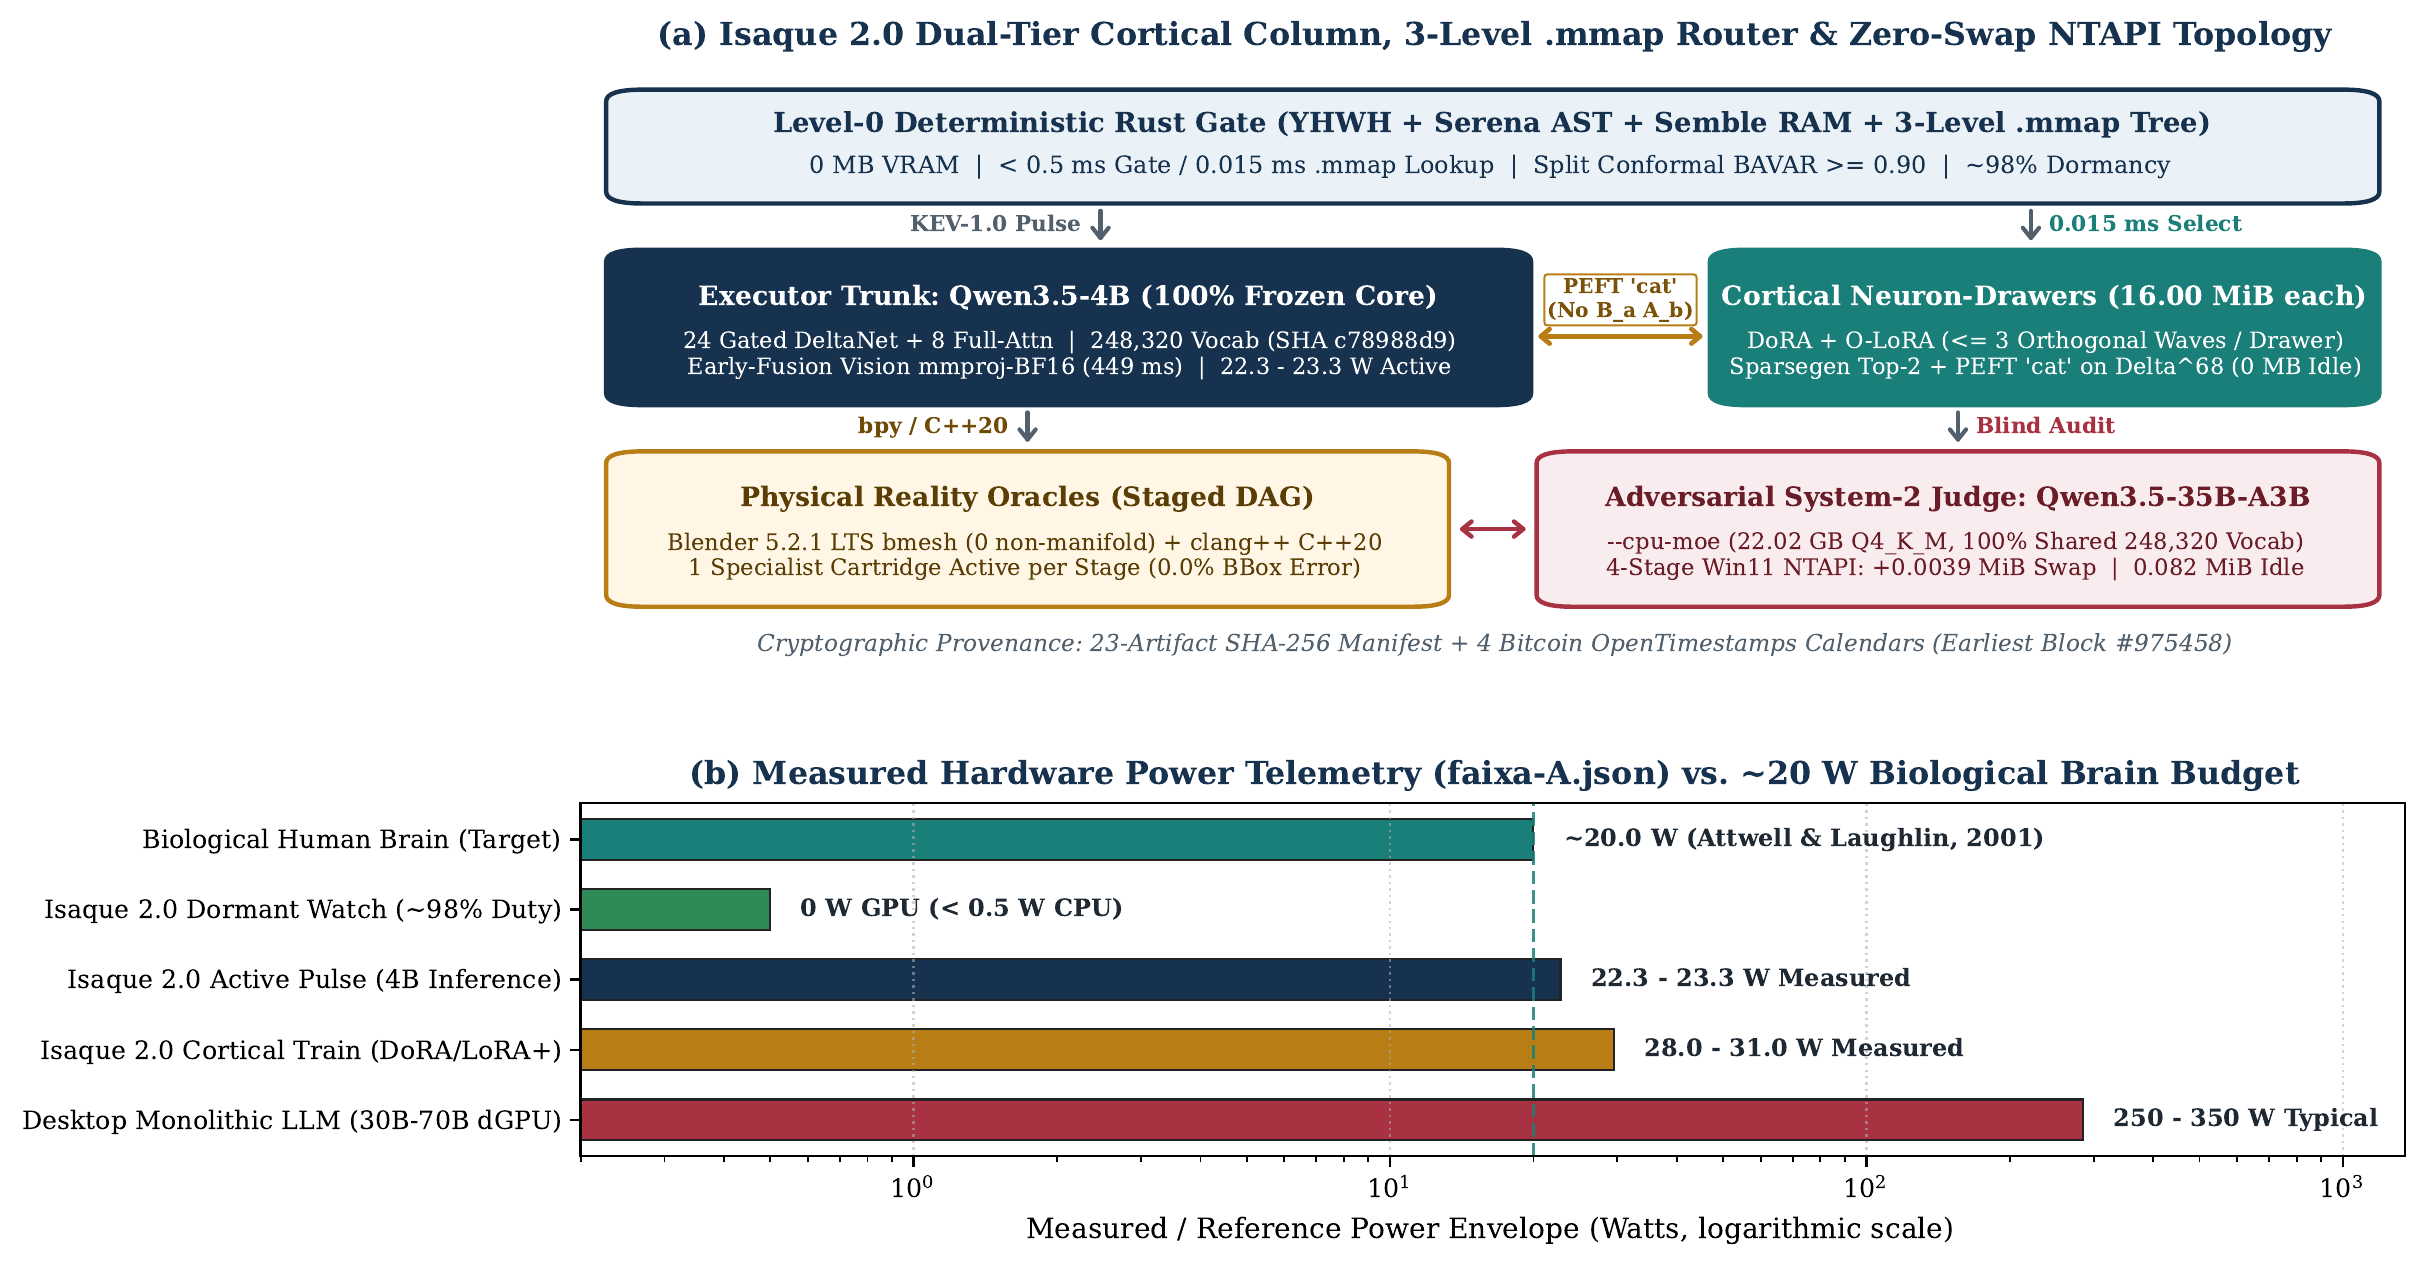 (a) Isaque 2.0 Dual-Tier Cortical Column, 3-Level .mmap Router & Zero-Swap NTAPI Topology
Level-0 Deterministic Rust Gate (YHWH + Serena AST + Semble RAM + 3-Level .mmap Tree)
0 MB VRAM | < 0.5 ms Gate / 0.015 ms .mmap Lookup | Split Conformal BAVAR >= 0.90 | ~98% Dormancy
KEV-1.0 Pulse
0.015 ms Select
Executor Trunk: Qwen3.5-4B (100% Frozen Core)
24 Gated DeltaNet + 8 Full-Attn | 248,320 Vocab (SHA c78988d9)
Early-Fusion Vision mmproj-BF16 (449 ms) | 22.3 - 23.3 W Active
PEFT 'cat'
(No B_a A_b)
Cortical Neuron-Drawers (16.00 MiB each)
DoRA + O-LoRA (<= 3 Orthogonal Waves / Drawer)
Sparsegen Top-2 + PEFT 'cat' on Delta^68 (0 MB Idle)
bpy / C++20
Blind Audit
Physical Reality Oracles (Staged DAG)
Blender 5.2.1 LTS bmesh (0 non-manifold) + clang++ C++20
1 Specialist Cartridge Active per Stage (0.0% BBox Error)
Adversarial System-2 Judge: Qwen3.5-35B-A3B
--cpu-moe (22.02 GB Q4_K_M, 100% Shared 248,320 Vocab)
4-Stage Win11 NTAPI: +0.0039 MiB Swap | 0.082 MiB Idle
Cryptographic Provenance: 23-Artifact SHA-256 Manifest + 4 Bitcoin OpenTimestamps Calendars (Earliest Block #975458)
(b) Measured Hardware Power Telemetry (faixa-A.json) vs. ~20 W Biological Brain Budget
Biological Human Brain (Target)
~20.0 W (Attwell & Laughlin, 2001)
Isaque 2.0 Dormant Watch (~98% Duty)
0 W GPU (< 0.5 W CPU)
Isaque 2.0 Active Pulse (4B Inference)
22.3 - 23.3 W Measured
Isaque 2.0 Cortical Train (DoRA/LoRA+)
28.0 - 31.0 W Measured
Desktop Monolithic LLM (30B-70B dGPU)
250 - 350 W Typical
10⁰ 10¹ 10² 10³
Measured / Reference Power Envelope (Watts, logarithmic scale)